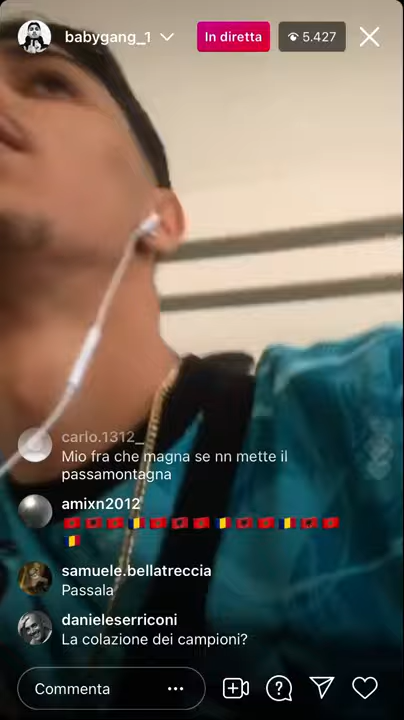 babygang_1
In diretta
5.427
carlo.1312_
Mio fra che magna se nn mette il
passamontagna
amixn2012
samuele.bellatreccia
Passala
danieleserriconi
La colazione dei campioni?
Commenta